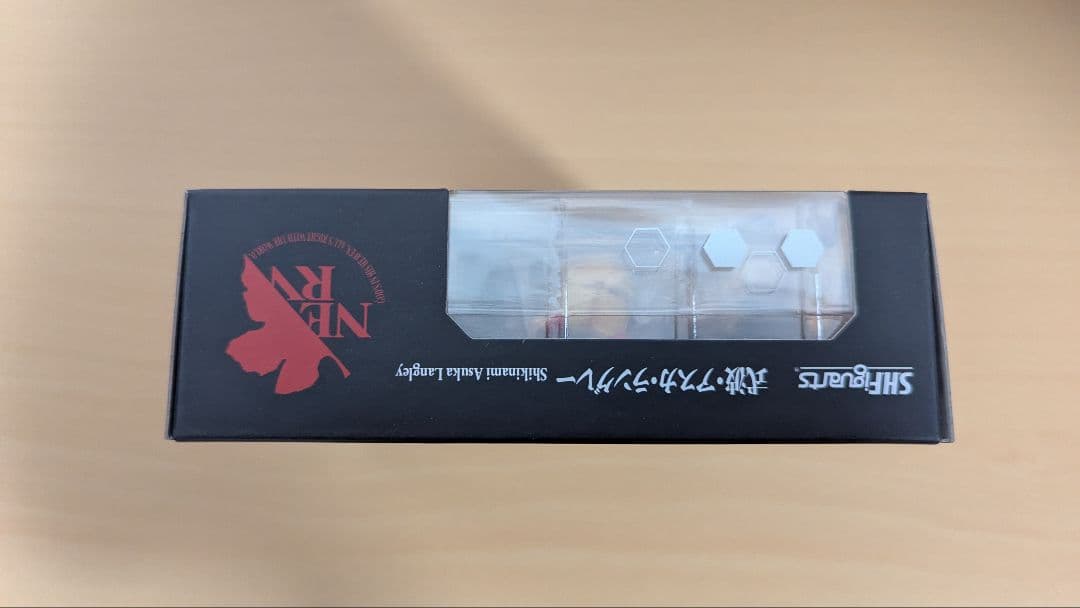 S.H.Figuarts
式波・アスカ・ラングレー Shikinami Asuka Langley
NERV
GOD'S IN HIS HEAVEN. ALL'S RIGHT WITH THE WORLD.